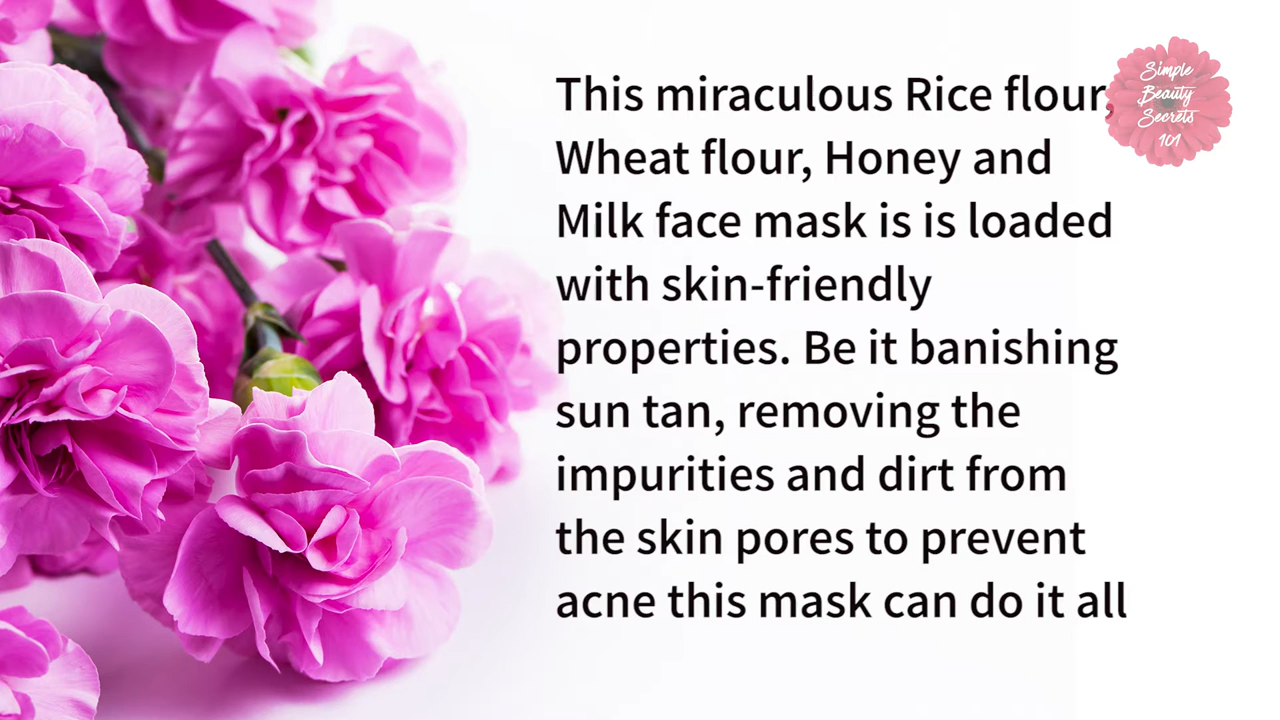 This miraculous Rice flour,
Wheat flour, Honey and
Milk face mask is is loaded
with skin-friendly
properties. Be it banishing
sun tan, removing the
impurities and dirt from
the skin pores to prevent
acne this mask can do it all
Simple
Beauty
Secrets
101